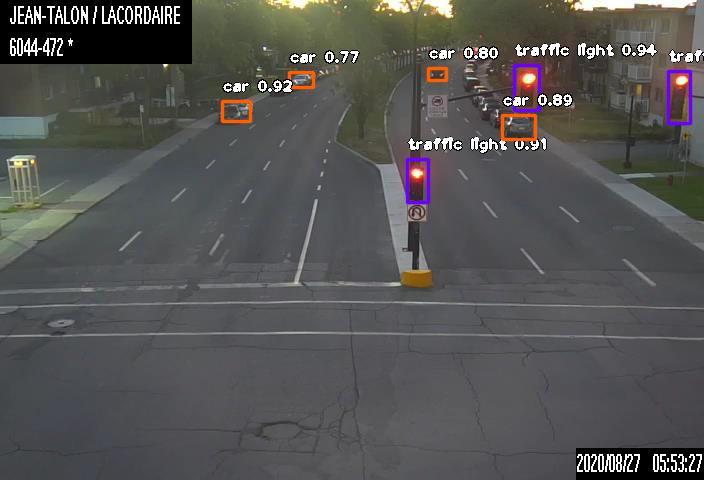 JEAN-TALON / LACORDAIRE
6044-472 *
car 0.77
car 0.80
traffic light 0.94
traff
car 0.92
car 0.89
traffic light 0.91
2020/08/27 05:53:27